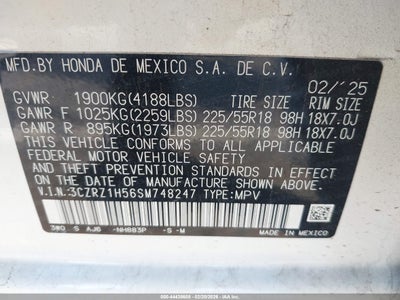 MFD.BY HONDA DE MEXICO S.A. DE C.V.
02/'25
GVWR 1900KG(4188LBS) TIRE SIZE RIM SIZE
GAWR F 1025KG(2259LBS) 225/55R18 98H 18X7.0J
GAWR R 895KG(1973LBS) 225/55R18 98H 18X7.0J
THIS VEHICLE CONFORMS TO ALL APPLICABLE
FEDERAL MOTOR VEHICLE SAFETY STANDARDS IN
EFFECT ON THE DATE OF MANUFACTURE SHOWN ABOVE.
V.I.N.:3CZRZ1H56SM748247 TYPE:MPV
3W0 S AJ6 -NH883P -S -M
MADE IN MEXICO